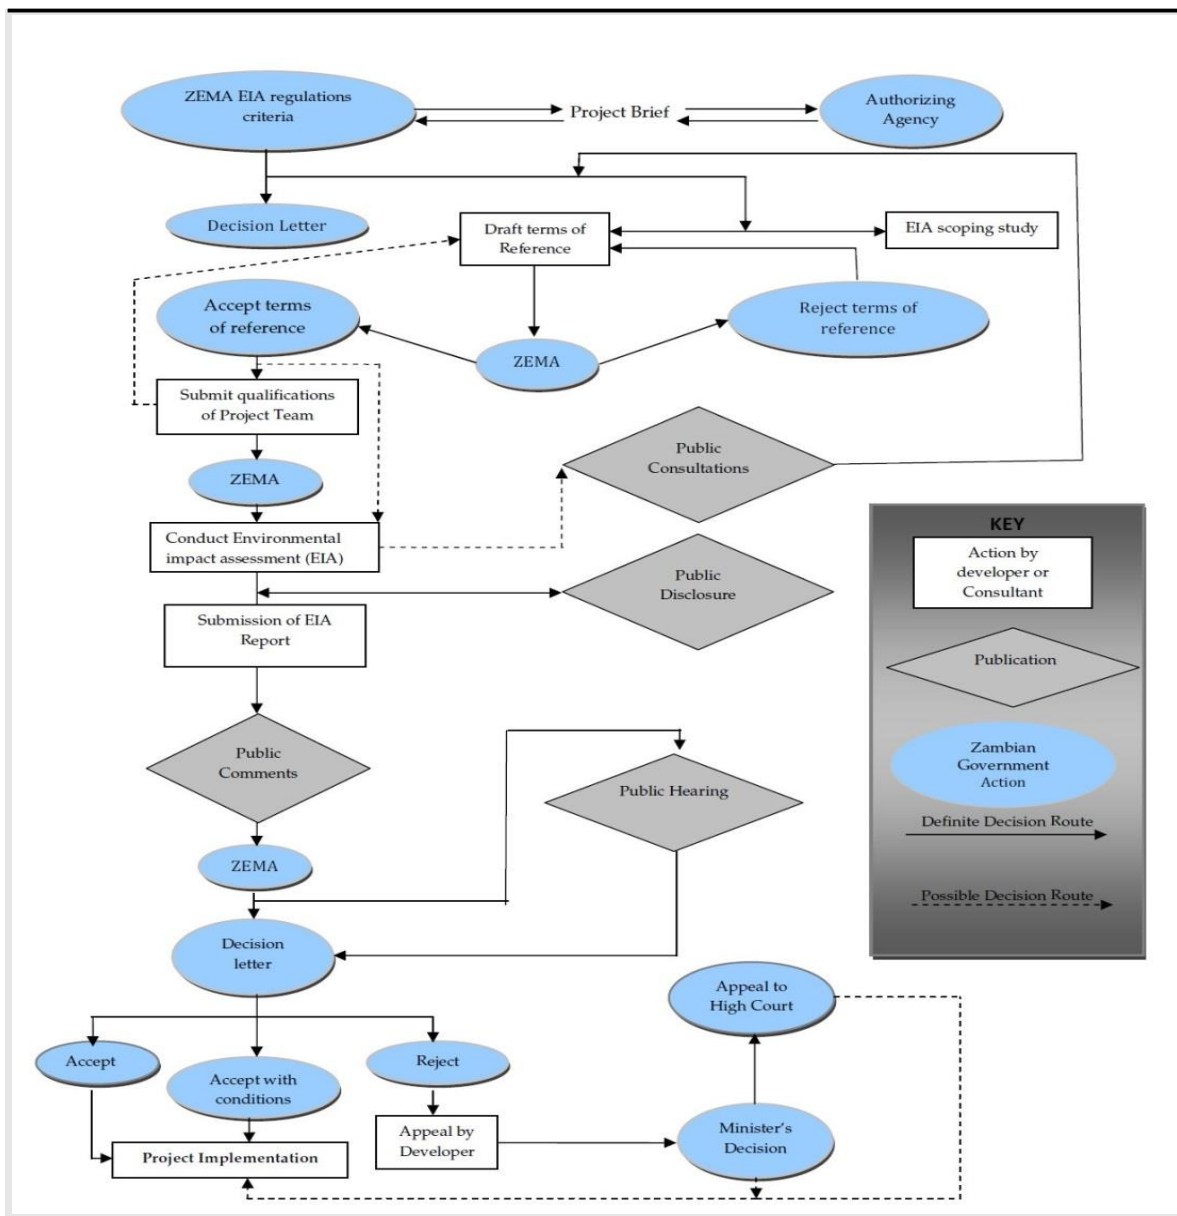 ZEMA EIA regulations
criteria
Project Brief
Authorizing
Agency
Decision Letter
Draft terms of
Reference
EIA scoping study
Accept terms
of reference
Reject terms of
reference
ZEMA
Submit qualifications
of Project Team
Public
Consultations
ZEMA
Conduct Environmental
impact assessment (EIA)
Public
Disclosure
Submission of EIA
Report
KEY
Action by
developer or
Consultant
Publication
Zambian
Government
Action
Definite Decision Route
Possible Decision Route
Public
Comments
Public Hearing
ZEMA
Decision
letter
Appeal to
High Court
Accept
Accept with
conditions
Reject
Appeal by
Developer
Minister's
Decision
Project Implementation